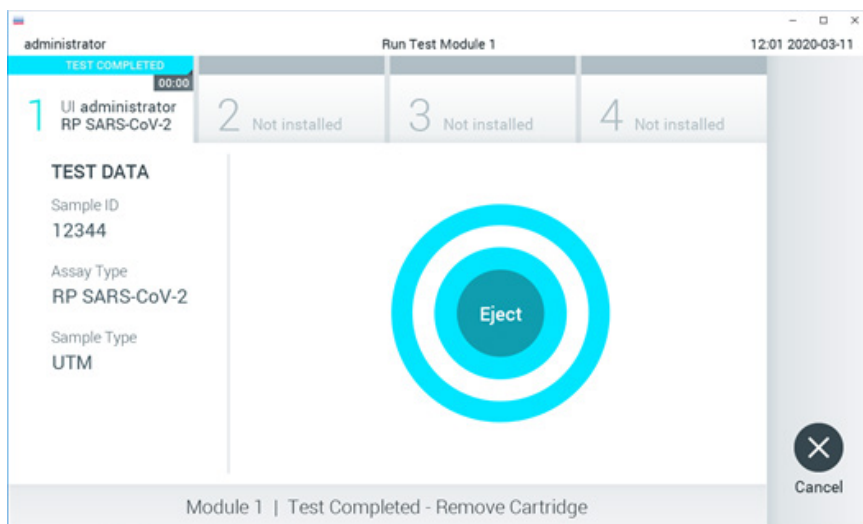 administrator Run Test Module 1 12:01 2020-03-11
TEST COMPLETED
00:00
1 UI administrator
RP SARS-CoV-2
2 Not installed
3 Not installed
4 Not installed
TEST DATA
Sample ID
12344
Assay Type
RP SARS-CoV-2
Sample Type
UTM
Eject
Cancel
Module 1 | Test Completed - Remove Cartridge